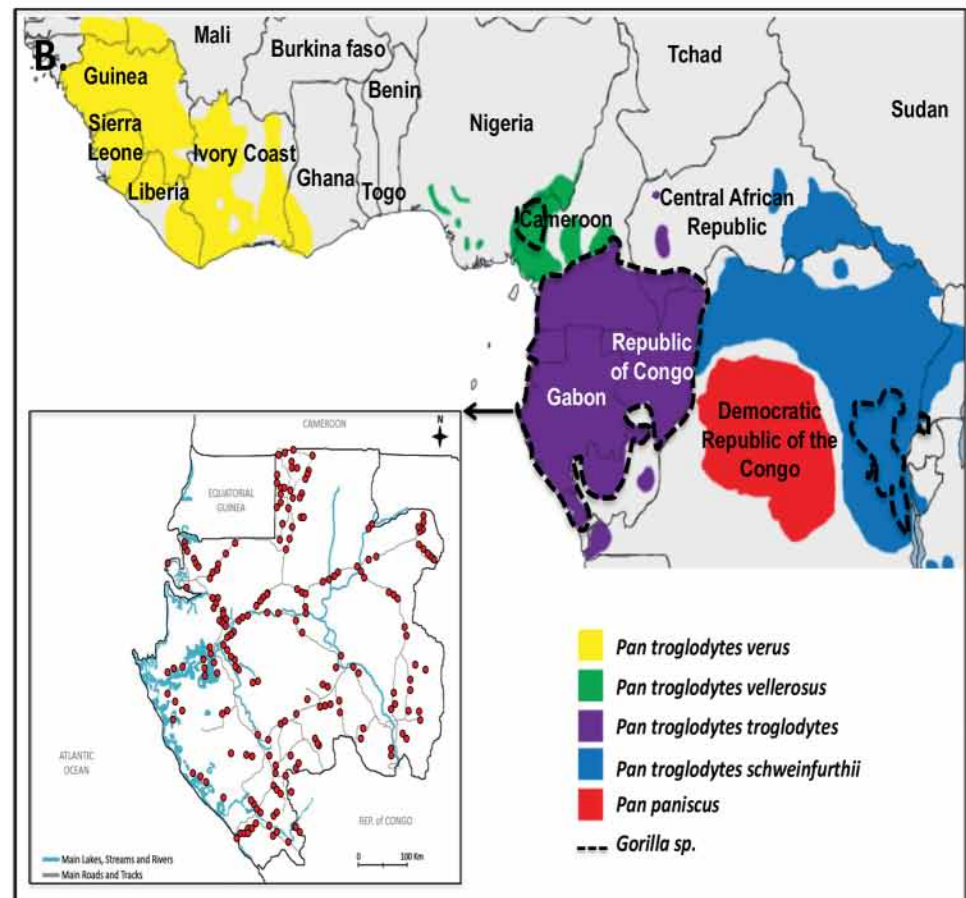 B.
Mali
Burkina faso
Tchad
Guinea
Benin
Sudan
Nigeria
Sierra
Leone
Ivory Coast
Ghana
Togo
Liberia
Cameroon
Central African
Republic
Republic
of Congo
Gabon
Democratic
Republic of the
Congo
N
CAMEROON
EQUATORIAL
GUINEA
ATLANTIC
OCEAN
REP. of CONGO
Main Lakes, Streams and Rivers
Main Roads and Tracks
0 100 Km
Pan troglodytes verus
Pan troglodytes vellerosus
Pan troglodytes troglodytes
Pan troglodytes schweinfurthii
Pan paniscus
Gorilla sp.